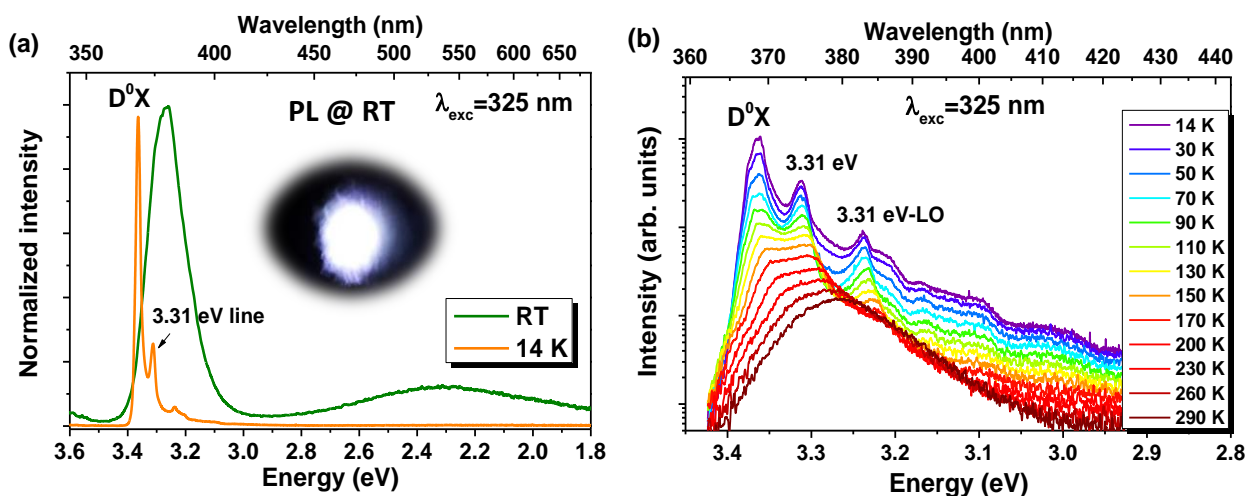 Wavelength (nm)
(a)
350 400 450 500 550 600 650
D⁰X
PL @ RT
λexc=325 nm
3.31 eV line
RT
14 K
Normalized intensity
3.6 3.4 3.2 3.0 2.8 2.6 2.4 2.2 2.0 1.8
Energy (eV)
Wavelength (nm)
(b)
360 370 380 390 400 410 420 430 440
λexc=325 nm
D⁰X
3.31 eV
3.31 eV-LO
14 K
30 K
50 K
70 K
90 K
110 K
130 K
150 K
170 K
200 K
230 K
260 K
290 K
Intensity (arb. units)
3.4 3.3 3.2 3.1 3.0 2.9 2.8
Energy (eV)